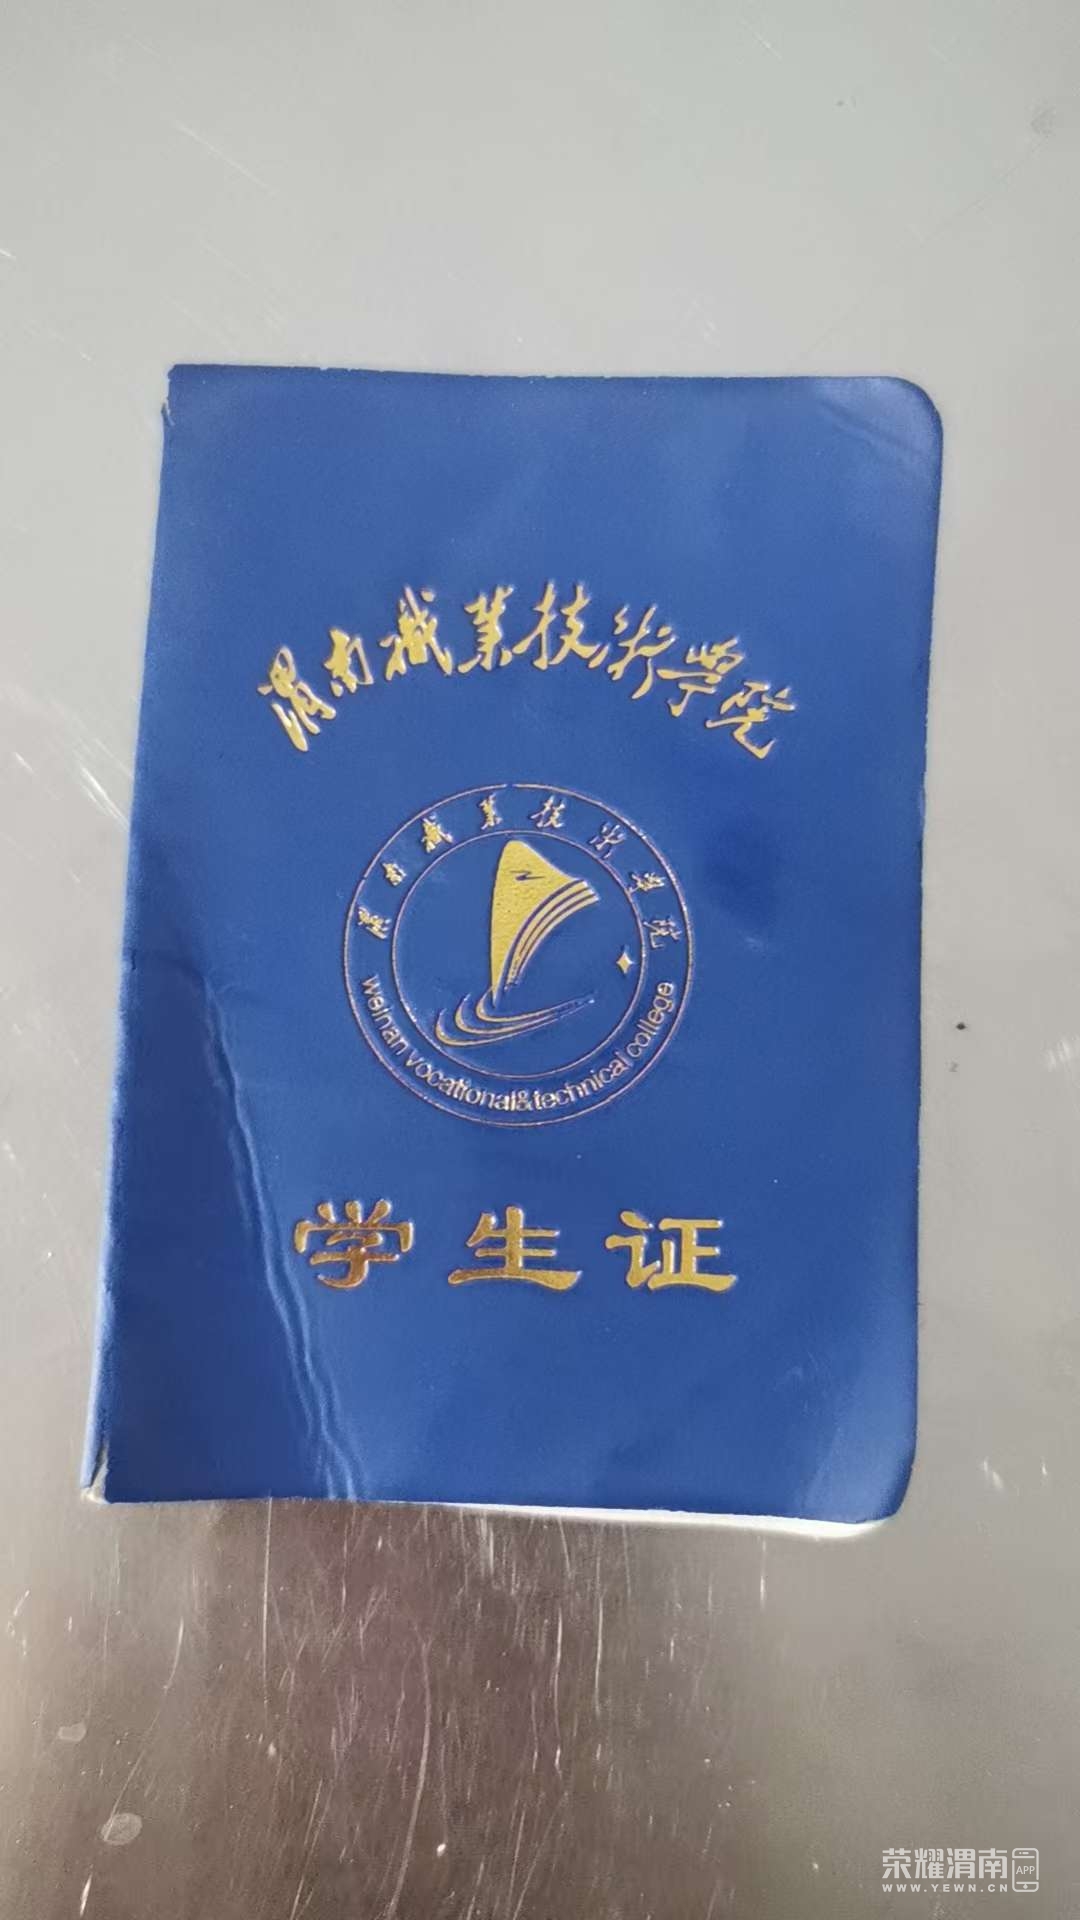 渭南职业技术学院
渭南职业技术学院
weinan vocational&technical college
学生证
荣耀渭南 APP
WWW.YEWN.CN